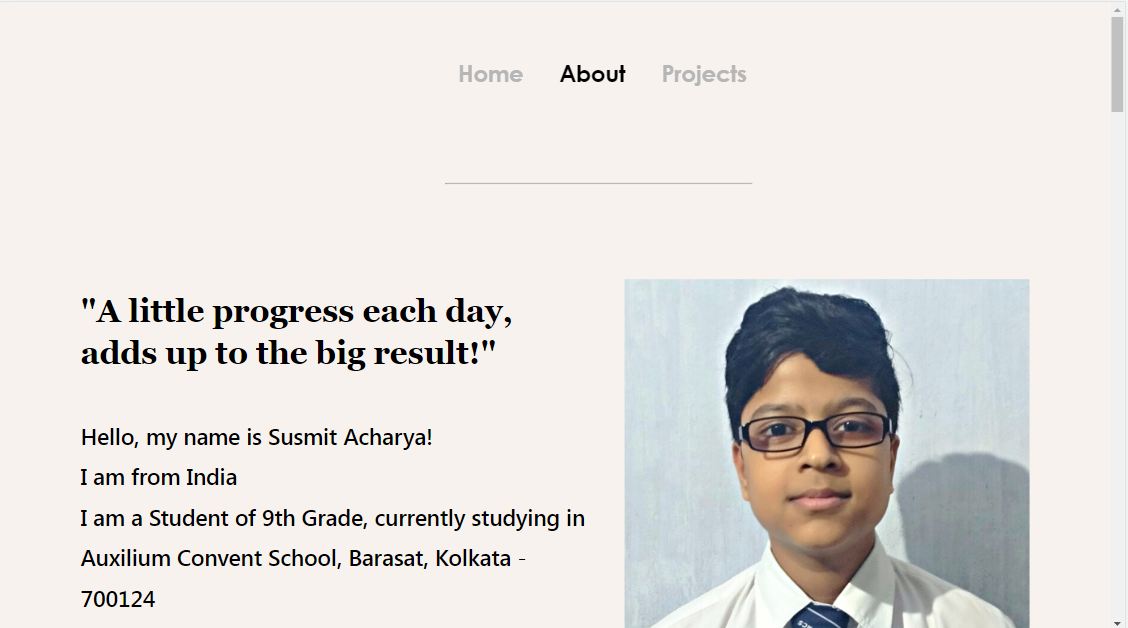 Home About Projects
"A little progress each day,
adds up to the big result!"
Hello, my name is Susmit Acharya!
I am from India
I am a Student of 9th Grade, currently studying in
Auxilium Convent School, Barasat, Kolkata -
700124